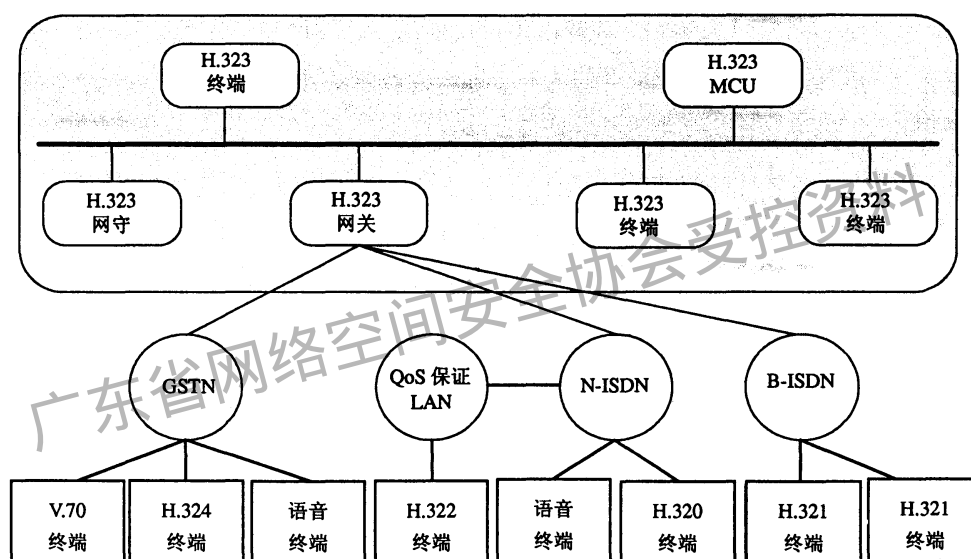 H.323
终端
H.323
MCU
H.323
网守
H.323
网关
H.323
终端
H.323
终端
GSTN
QoS 保证
LAN
N-ISDN
B-ISDN
V.70
终端
H.324
终端
语音
终端
H.322
终端
语音
终端
H.320
终端
H.321
终端
H.321
终端
广东省网络空间安全协会受控资料